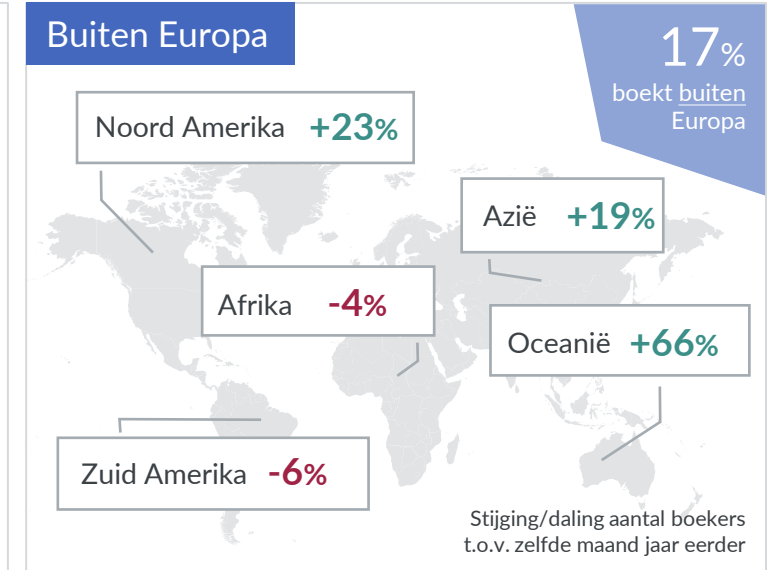 Buiten Europa
17%
boekt buiten
Europa
Noord Amerika +23%
Azië +19%
Afrika -4%
Oceanië +66%
Zuid Amerika -6%
Stijging/daling aantal boekers
t.o.v. zelfde maand jaar eerder